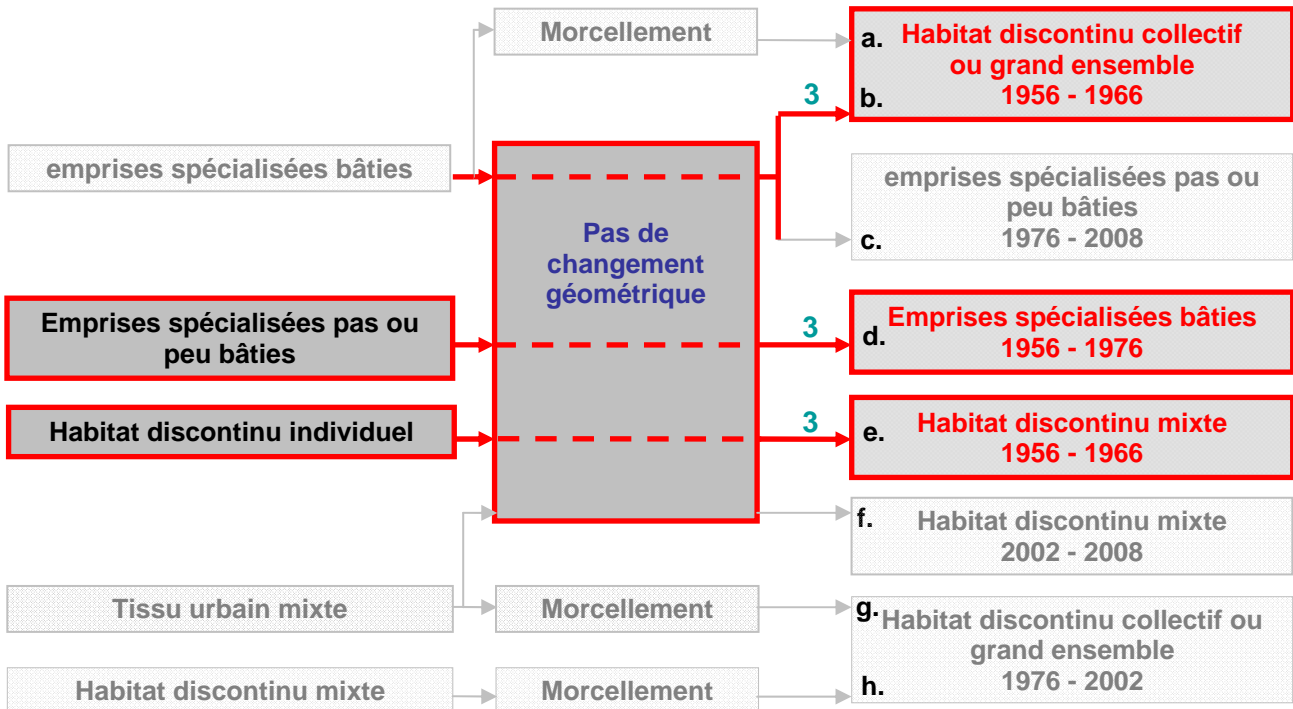 Morcellement
a. Habitat discontinu collectif
ou grand ensemble
b. 1956 - 1966
3
emprises spécialisées bâties
emprises spécialisées pas ou
peu bâties
c. 1976 - 2008
Pas de
changement
géométrique
Emprises spécialisées pas ou
peu bâties
3
d. Emprises spécialisées bâties
1956 - 1976
Habitat discontinu individuel
3
e. Habitat discontinu mixte
1956 - 1966
f. Habitat discontinu mixte
2002 - 2008
Tissu urbain mixte
Morcellement
g. Habitat discontinu collectif ou
grand ensemble
h. 1976 - 2002
Habitat discontinu mixte
Morcellement